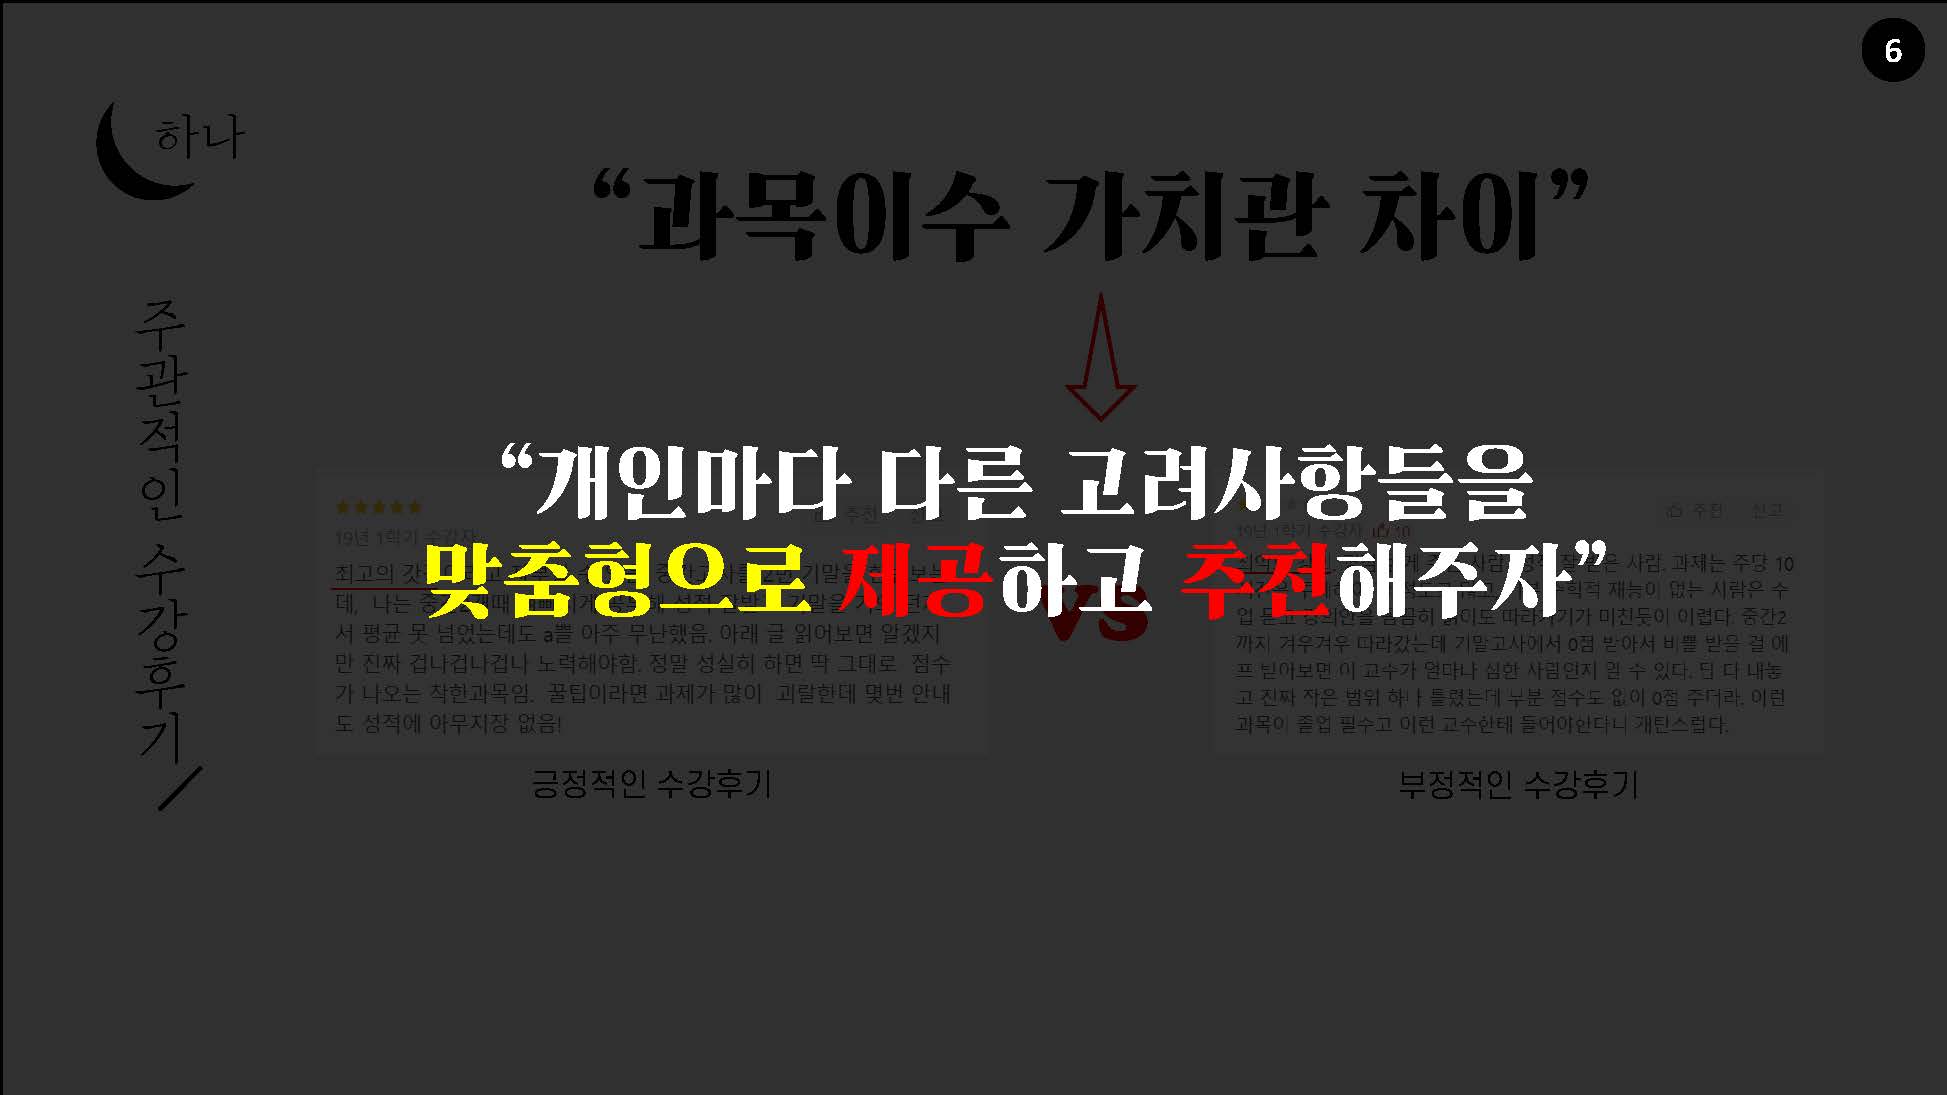 6
하나
주관적인 수강후기
“과목이수 가치관 차이”
“개인마다 다른 고려사항들을
맞춤형으로 제공하고 추천해주자”
VS
19년 1학기 수강자
최고의
서 평균 못 넘었는데도 a쁠 아주 무난했음. 아래 글 읽어보면 알겠지
만 진짜 겁나겁나겁나 노력해야함. 정말 성실히 하면 딱 그대로 점수
가 나오는 착한과목임. 꿀팁이라면 과제가 많이 괴랄한데 몇번 안내
도 성적에 아무지장 없음!
긍정적인 수강후기
추천 신고
19년 1학기 수강자 10
은 사람. 과제는 주당 10
재능이 없는 사람은 수
따라가기가 미친듯이 어렵다. 중간2
까지 겨우겨우 따라갔는데 기말고사에서 0점 받아서 비쁠 받을 걸 에
프 받아보면 이 교수가 얼마나 심한 사람인지 알 수 있다. 답 다 내놓
고 진짜 작은 범위 하나 틀렸는데 부분 점수도 없이 0점 주더라. 이런
과목이 졸업 필수고 이런 교수한테 들어야한다니 개탄스럽다.
부정적인 수강후기